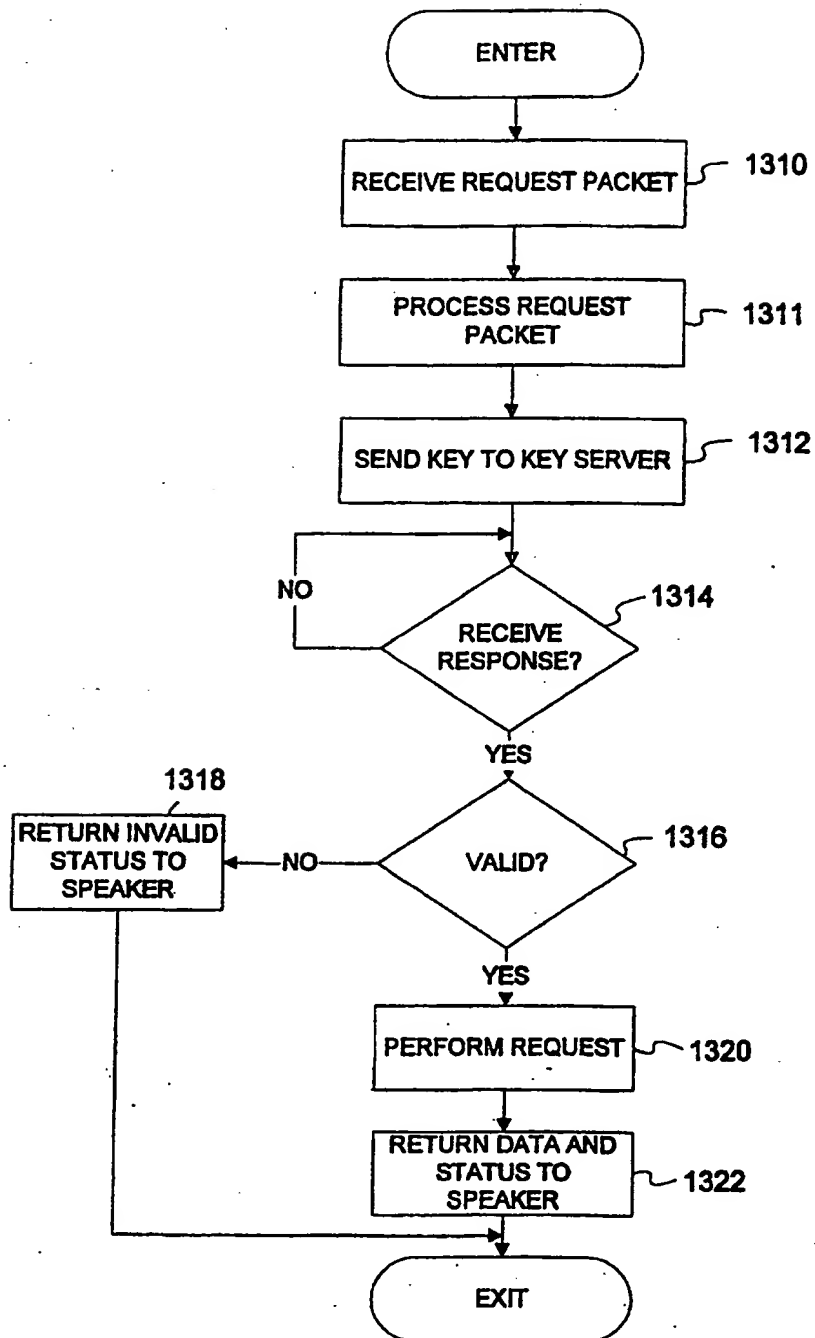 ENTER
RECEIVE REQUEST PACKET
1310
PROCESS REQUEST
PACKET
1311
SEND KEY TO KEY SERVER
1312
NO
RECEIVE
RESPONSE?
1314
YES
1318
RETURN INVALID
STATUS TO
SPEAKER
NO
VALID?
1316
YES
PERFORM REQUEST
1320
RETURN DATA AND
STATUS TO
SPEAKER
1322
EXIT